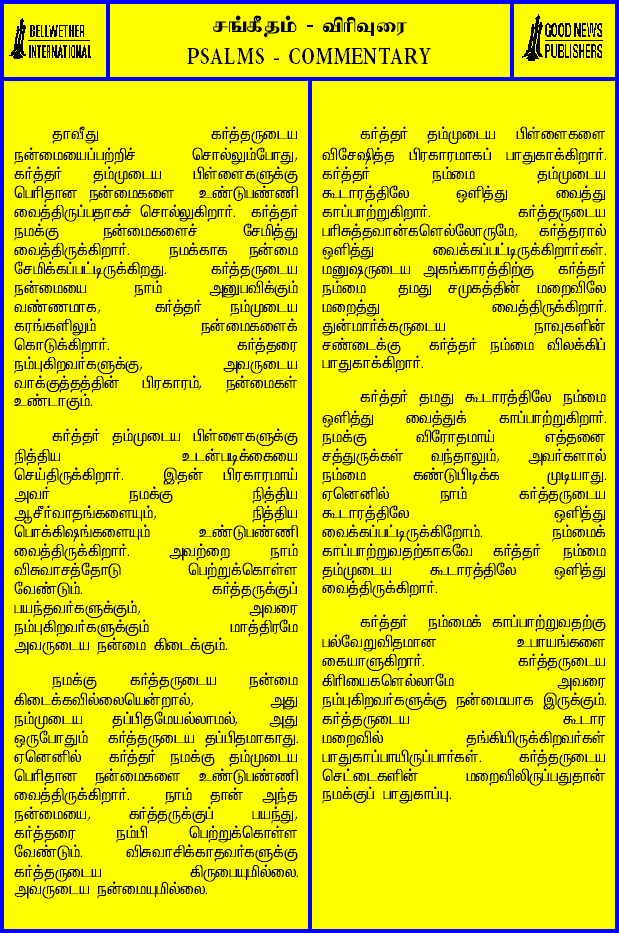 BELLWETHER
INTERNATIONAL
சங்கீதம் - விரிவுரை
PSALMS - COMMENTARY
GOOD NEWS
PUBLISHERS
தாவீது கர்த்தருடைய
நன்மையைப்பற்றிச் சொல்லும்போது,
கர்த்தர் தம்முடைய பிள்ளைகளுக்கு
பெரிதான நன்மைகளை உண்டுபண்ணி
வைத்திருப்பதாகச் சொல்லுகிறார். கர்த்தர்
நமக்கு நன்மைகளைச் சேமித்து
வைத்திருக்கிறார். நமக்காக நன்மை
சேமிக்கப்பட்டிருக்கிறது. கர்த்தருடைய
நன்மையை நாம் அனுபவிக்கும்
வண்ணமாக, கர்த்தர் நம்முடைய
கரங்களிலும் நன்மைகளைக்
கொடுக்கிறார். கர்த்தரை
நம்புகிறவர்களுக்கு, அவருடைய
வாக்குத்தத்தின் பிரகாரம், நன்மைகள்
உண்டாகும்.
கர்த்தர் தம்முடைய பிள்ளைகளுக்கு
நித்திய உடன்படிக்கையை
செய்திருக்கிறார். இதன் பிரகாரமாய்
அவர் நமக்கு நித்திய
ஆசீர்வாதங்களையும், நித்திய
பொக்கிஷங்களையும் உண்டுபண்ணி
வைத்திருக்கிறார். அவற்றை நாம்
விசுவாசத்தோடு பெற்றுக்கொள்ள
வேண்டும். கர்த்தருக்குப்
பயந்தவர்களுக்கும், அவரை
நம்புகிறவர்களுக்கும் மாத்திரமே
அவருடைய நன்மை கிடைக்கும்.
நமக்கு கர்த்தருடைய நன்மை
கிடைக்கவில்லையென்றால், அது
நம்முடைய தப்பிதமேயல்லாமல், அது
ஒருபோதும் கர்த்தருடைய தப்பிதமாகாது.
ஏனெனில் கர்த்தர் நமக்கு தம்முடைய
பெரிதான நன்மைகளை உண்டுபண்ணி
வைத்திருக்கிறார். நாம் தான் அந்த
நன்மையை, கர்த்தருக்குப் பயந்து,
கர்த்தரை நம்பி பெற்றுக்கொள்ள
வேண்டும். விசுவாசிக்காதவர்களுக்கு
கர்த்தருடைய கிருபையுமில்லை.
அவருடைய நன்மையுமில்லை.
கர்த்தர் தம்முடைய பிள்ளைகளை
விசேஷித்த பிரகாரமாகப் பாதுகாக்கிறார்.
கர்த்தர் நம்மை தம்முடைய
கூடாரத்திலே ஒளித்து வைத்து
காப்பாற்றுகிறார். கர்த்தருடைய
பரிசுத்தவான்களெல்லோருமே, கர்த்தரால்
ஒளித்து வைக்கப்பட்டிருக்கிறார்கள்.
மனுஷருடைய அகங்காரத்திற்கு கர்த்தர்
நம்மை தமது சமுகத்தின் மறைவிலே
மறைத்து வைத்திருக்கிறார்.
துன்மார்க்கருடைய நாவுகளின்
சண்டைக்கு கர்த்தர் நம்மை விலக்கிப்
பாதுகாக்கிறார்.
கர்த்தர் தமது கூடாரத்திலே நம்மை
ஒளித்து வைத்துக் காப்பாற்றுகிறார்.
நமக்கு விரோதமாய் எத்தனை
சத்துருக்கள் வந்தாலும், அவர்களால்
நம்மை கண்டுபிடிக்க முடியாது.
ஏனெனில் நாம் கர்த்தருடைய
கூடாரத்திலே ஒளித்து
வைக்கப்பட்டிருக்கிறோம். நம்மைக்
காப்பாற்றுவதற்காகவே கர்த்தர் நம்மை
தம்முடைய கூடாரத்திலே ஒளித்து
வைத்திருக்கிறார்.
கர்த்தர் நம்மைக் காப்பாற்றுவதற்கு
பல்வேறுவிதமான உபாயங்களை
கையாளுகிறார். கர்த்தருடைய
கிரியைகளெல்லாமே அவரை
நம்புகிறவர்களுக்கு நன்மையாக இருக்கும்.
கர்த்தருடைய கூடார
மறைவில் தங்கியிருக்கிறவர்கள்
பாதுகாப்பாயிருப்பார்கள். கர்த்தருடைய
செட்டைகளின் மறைவிலிருப்பதுதான்
நமக்குப் பாதுகாப்பு.